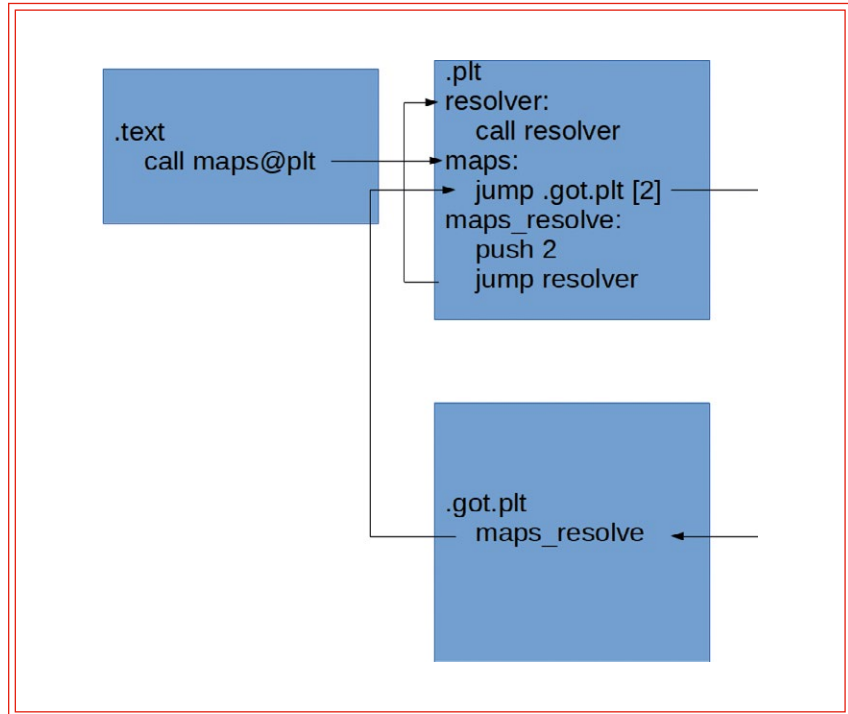 .text
call maps@plt
.plt
resolver:
call resolver
maps:
jump .got.plt [2]
maps_resolve:
push 2
jump resolver
.got.plt
maps_resolve